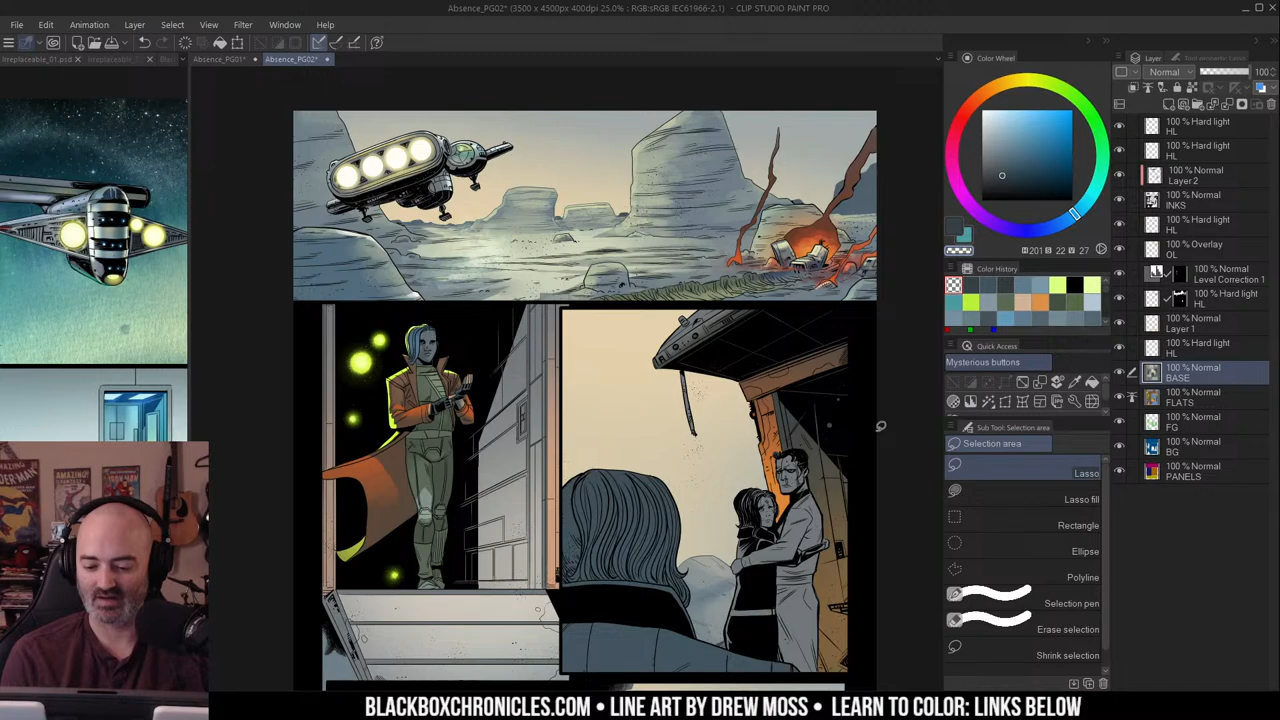 Absence_PG02* (3500 x 4500px 400dpi 25.0% : RGB:sRGB IEC61966-2.1) - CLIP STUDIO PAINT PRO
File Edit Animation Layer Select View Filter Window Help
Irreplaceable_01.psd
Absence_PG01* Absence_PG02*
Color Wheel
H 201 S 22 V 27
Color History
Quick Access
Mysterious buttons
Sub Tool: Selection area
Selection area
Lasso
Lasso fill
Rectangle
Ellipse
Polyline
Selection pen
Erase selection
Shrink selection
Layer
Normal 100
100 % Hard light
HL
100 % Hard light
HL
100 % Normal
Layer 2
100 % Normal
INKS
100 % Hard light
HL
100 % Overlay
OL
100 % Normal
Level Correction 1
100 % Hard light
HL
100 % Normal
Layer 1
100 % Hard light
HL
100 % Normal
BASE
100 % Normal
FLATS
100 % Normal
FG
100 % Normal
BG
100 % Normal
PANELS
BLACKBOXCHRONICLES.COM • LINE ART BY DREW MOSS • LEARN TO COLOR: LINKS BELOW